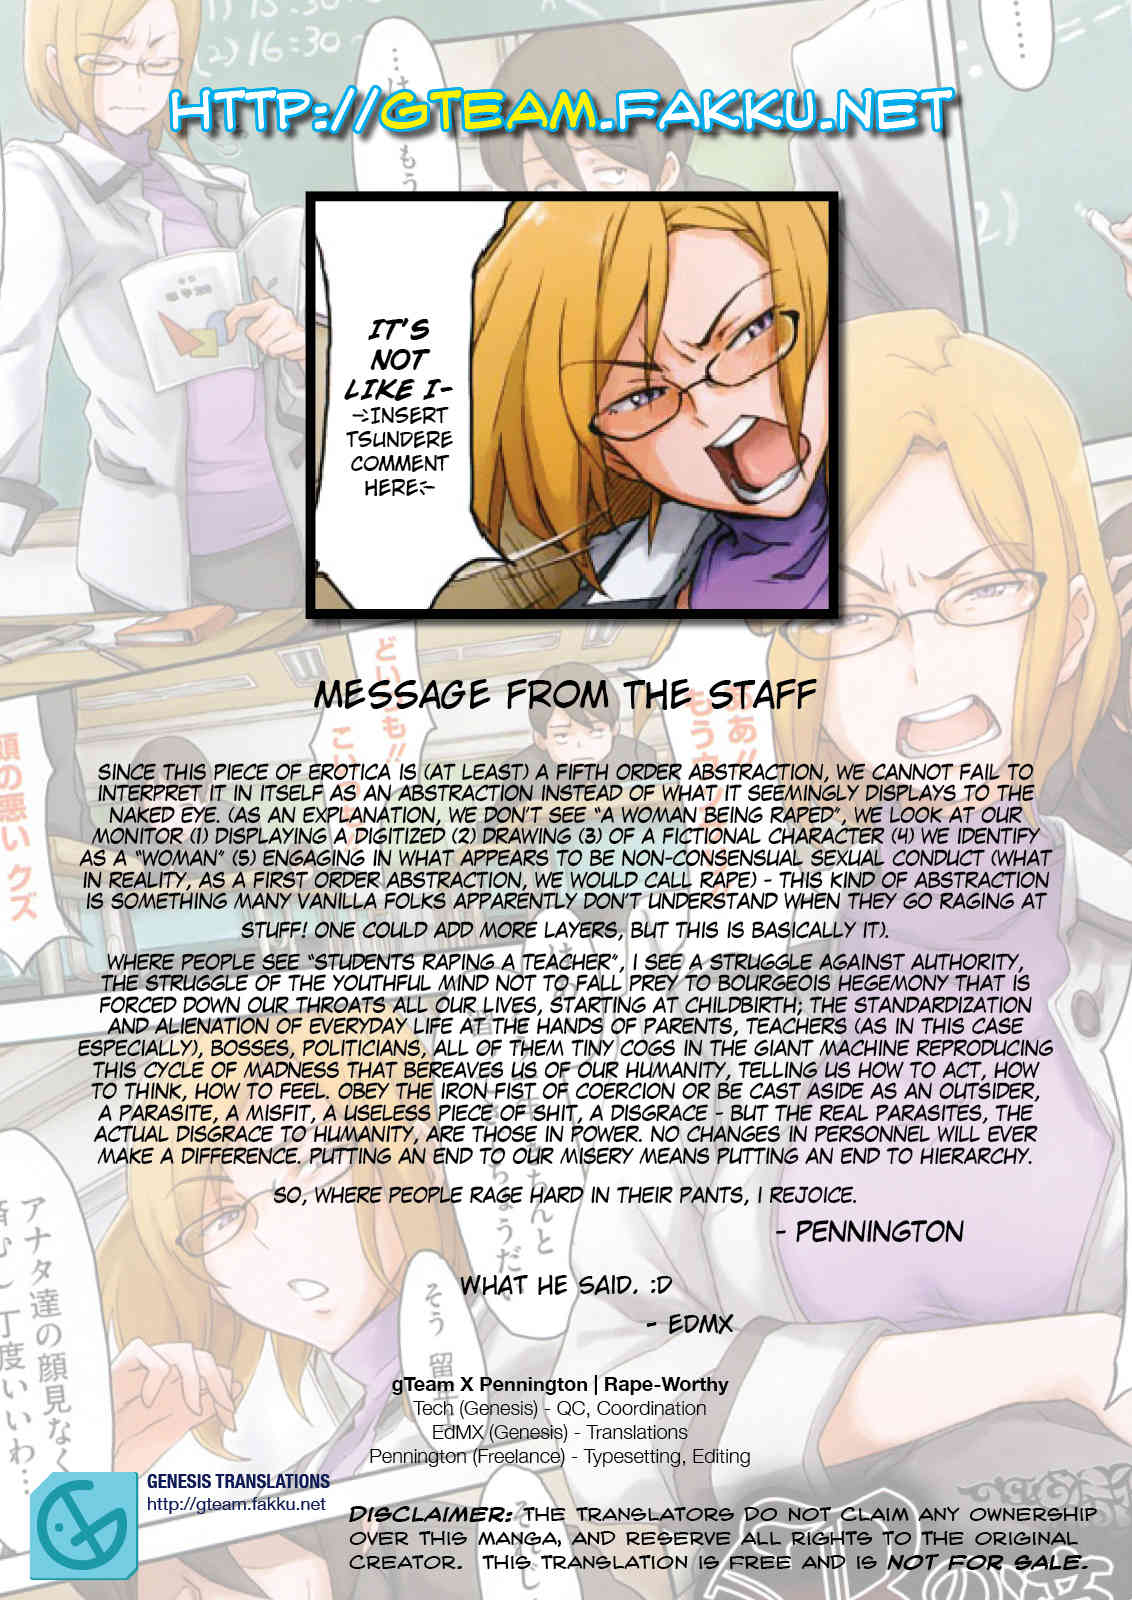 1) 15:30
(2) 16:30
…はい もう
……
2)
HTTP://GTEAM.FAKKU.NET
IT'S
NOT
LIKE I-
->INSERT
TSUNDERE
COMMENT
HERE<-
頭の悪い クズ
MESSAGE FROM THE STAFF
SINCE THIS PIECE OF EROTICA IS (AT LEAST) A FIFTH ORDER ABSTRACTION, WE CANNOT FAIL TO
INTERPRET IT IN ITSELF AS AN ABSTRACTION INSTEAD OF WHAT IT SEEMINGLY DISPLAYS TO THE
NAKED EYE. (AS AN EXPLANATION, WE DON'T SEE "A WOMAN BEING RAPED", WE LOOK AT OUR
MONITOR (1) DISPLAYING A DIGITIZED (2) DRAWING (3) OF A FICTIONAL CHARACTER (4) WE IDENTIFY
AS A "WOMAN" (5) ENGAGING IN WHAT APPEARS TO BE NON-CONSENSUAL SEXUAL CONDUCT (WHAT
IN REALITY, AS A FIRST ORDER ABSTRACTION, WE WOULD CALL RAPE) - THIS KIND OF ABSTRACTION
IS SOMETHING MANY VANILLA FOLKS APPARENTLY DON'T UNDERSTAND WHEN THEY GO RAGING AT
STUFF! ONE COULD ADD MORE LAYERS, BUT THIS IS BASICALLY IT).
WHERE PEOPLE SEE "STUDENTS RAPING A TEACHER", I SEE A STRUGGLE AGAINST AUTHORITY,
THE STRUGGLE OF THE YOUTHFUL MIND NOT TO FALL PREY TO BOURGEOIS HEGEMONY THAT IS
FORCED DOWN OUR THROATS ALL OUR LIVES, STARTING AT CHILDBIRTH; THE STANDARDIZATION
AND ALIENATION OF EVERYDAY LIFE AT THE HANDS OF PARENTS, TEACHERS (AS IN THIS CASE
ESPECIALLY), BOSSES, POLITICIANS, ALL OF THEM TINY COGS IN THE GIANT MACHINE REPRODUCING
THIS CYCLE OF MADNESS THAT BEREAVES US OF OUR HUMANITY, TELLING US HOW TO ACT, HOW
TO THINK, HOW TO FEEL. OBEY THE IRON FIST OF COERCION OR BE CAST ASIDE AS AN OUTSIDER,
A PARASITE, A MISFIT, A USELESS PIECE OF SHIT, A DISGRACE - BUT THE REAL PARASITES, THE
ACTUAL DISGRACE TO HUMANITY, ARE THOSE IN POWER. NO CHANGES IN PERSONNEL WILL EVER
MAKE A DIFFERENCE. PUTTING AN END TO OUR MISERY MEANS PUTTING AN END TO HIERARCHY.
SO, WHERE PEOPLE RAGE HARD IN THEIR PANTS, I REJOICE.
- PENNINGTON
WHAT HE SAID. :D
- EDMX
そう 留年
アナタ達の顔見なく
丁度いいわ…
gTeam X Pennington | Rape-Worthy
Tech (Genesis) - QC, Coordination
EdMX (Genesis) - Translations
Pennington (Freelance) - Typesetting, Editing
GENESIS TRANSLATIONS
http://gteam.fakku.net
DISCLAIMER: THE TRANSLATORS DO NOT CLAIM ANY OWNERSHIP
OVER THIS MANGA, AND RESERVE ALL RIGHTS TO THE ORIGINAL
CREATOR. THIS TRANSLATION IS FREE AND IS NOT FOR SALE.